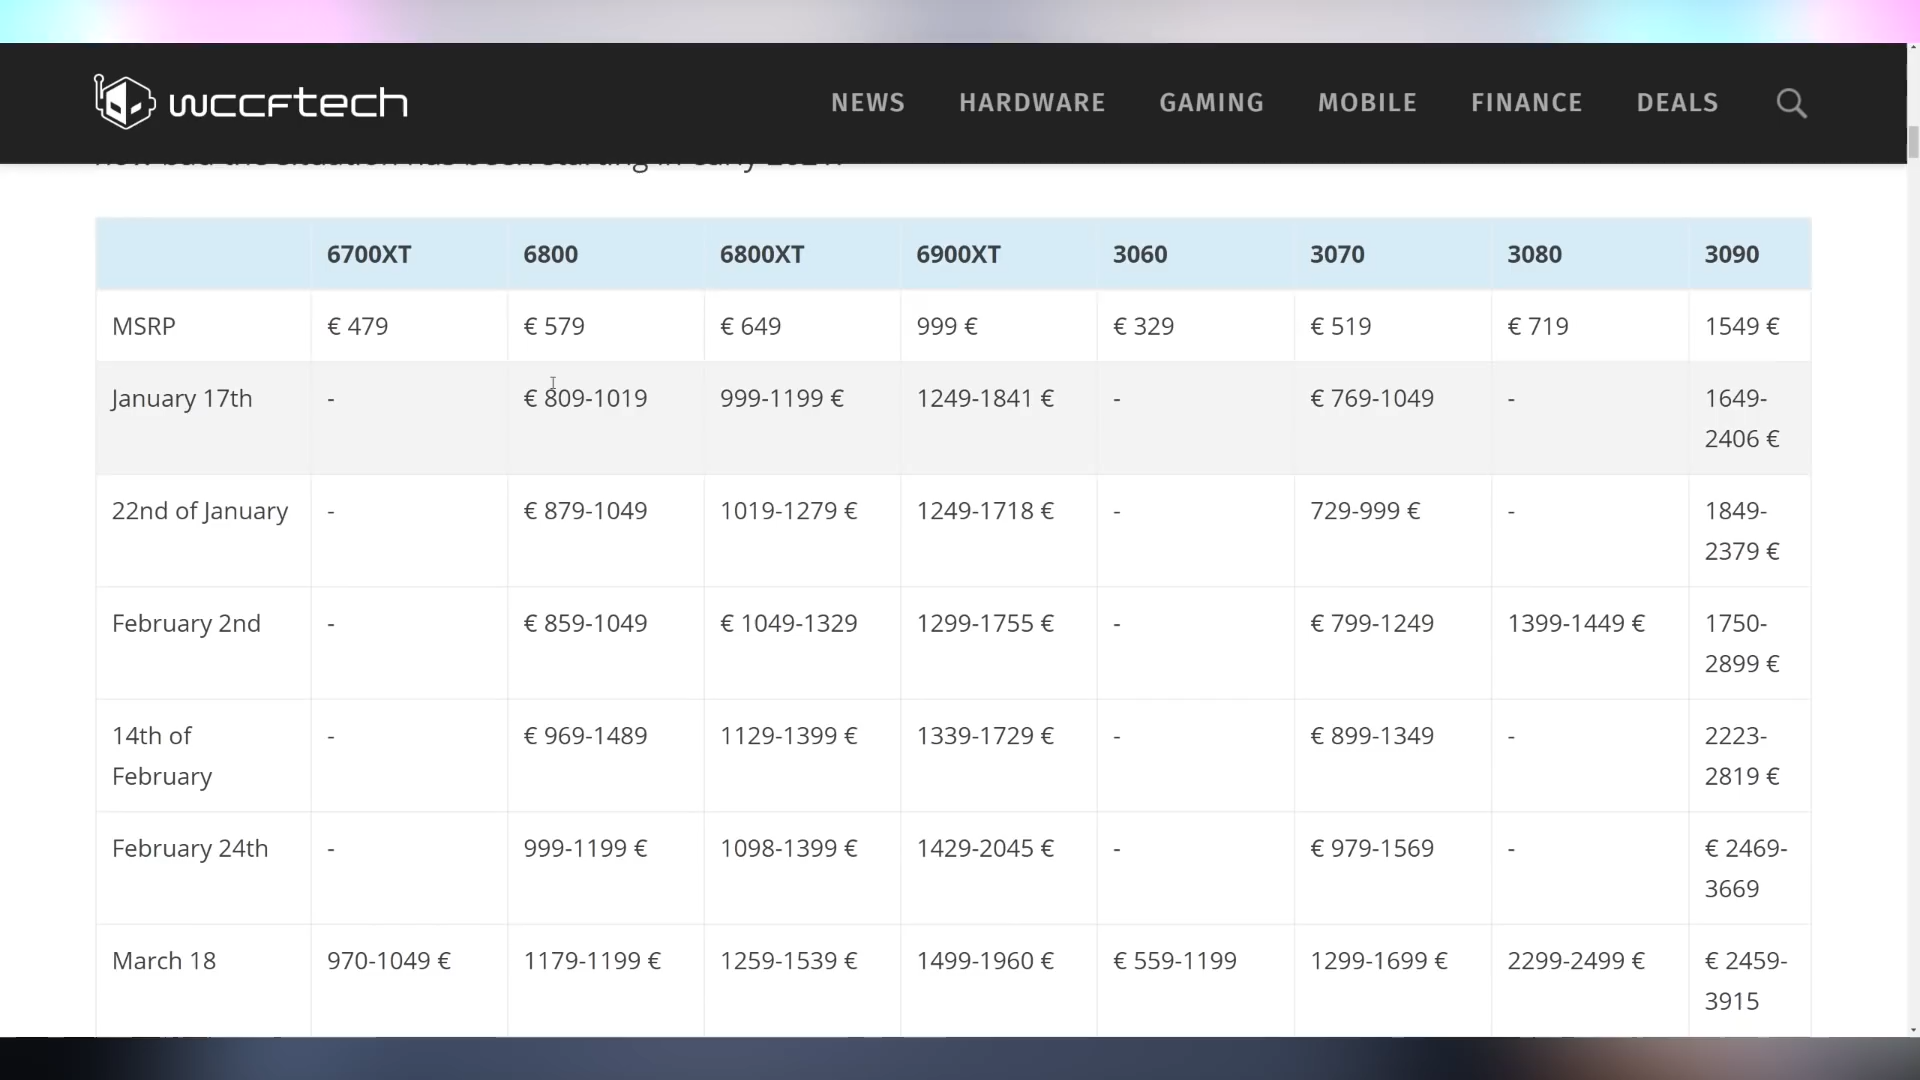 wccftech NEWS HARDWARE GAMING MOBILE FINANCE DEALS
6700XT 6800 6800XT 6900XT 3060 3070 3080 3090
MSRP € 479 € 579 € 649 999 € € 329 € 519 € 719 1549 €
January 17th - € 809-1019 999-1199 € 1249-1841 € - € 769-1049 - 1649-
2406 €
22nd of January - € 879-1049 1019-1279 € 1249-1718 € - 729-999 € - 1849-
2379 €
February 2nd - € 859-1049 € 1049-1329 1299-1755 € - € 799-1249 1399-1449 € 1750-
2899 €
14th of - € 969-1489 1129-1399 € 1339-1729 € - € 899-1349 - 2223-
February 2819 €
February 24th - 999-1199 € 1098-1399 € 1429-2045 € - € 979-1569 - € 2469-
3669
March 18 970-1049 € 1179-1199 € 1259-1539 € 1499-1960 € € 559-1199 1299-1699 € 2299-2499 € € 2459-
3915